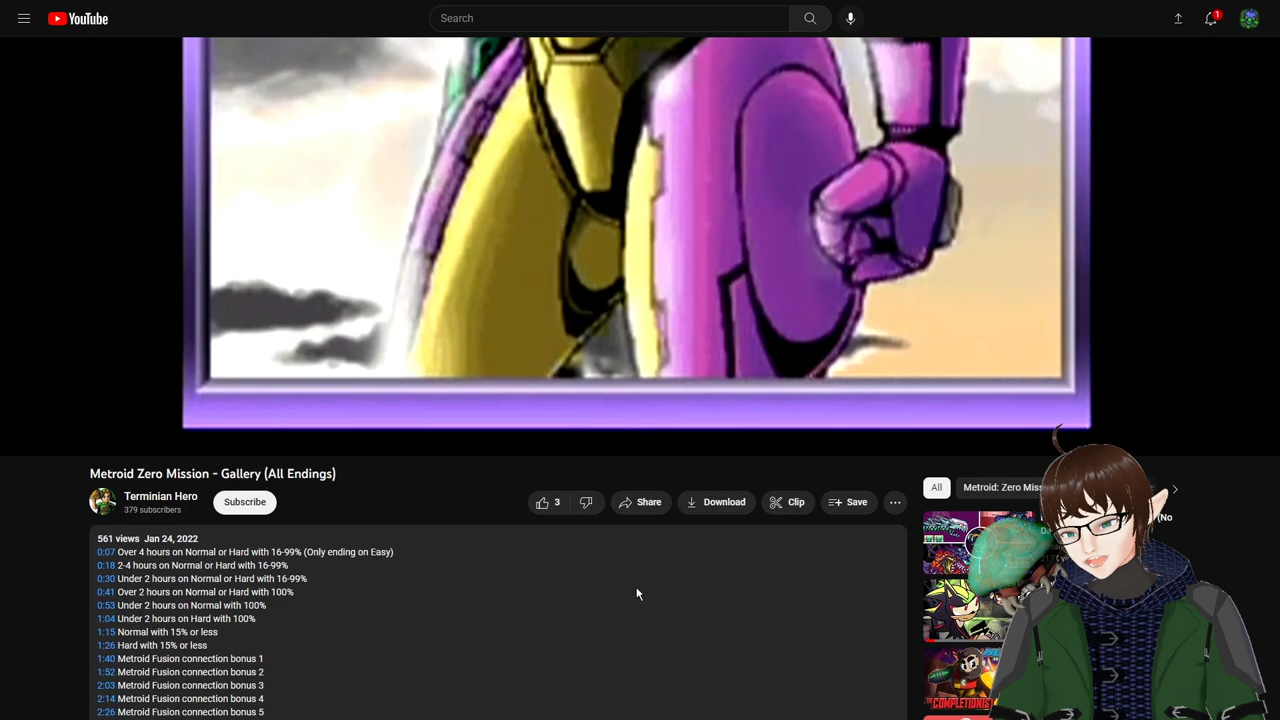 YouTube
Search
1
Metroid Zero Mission - Gallery (All Endings)
Terminian Hero
379 subscribers
Subscribe
3
Share
Download
Clip
Save
All
Metroid: Zero Miss
(No
561 views Jan 24, 2022
0:07 Over 4 hours on Normal or Hard with 16-99% (Only ending on Easy)
0:18 2-4 hours on Normal or Hard with 16-99%
0:30 Under 2 hours on Normal or Hard with 16-99%
0:41 Over 2 hours on Normal or Hard with 100%
0:53 Under 2 hours on Normal with 100%
1:04 Under 2 hours on Hard with 100%
1:15 Normal with 15% or less
1:26 Hard with 15% or less
1:40 Metroid Fusion connection bonus 1
1:52 Metroid Fusion connection bonus 2
2:03 Metroid Fusion connection bonus 3
2:14 Metroid Fusion connection bonus 4
2:26 Metroid Fusion connection bonus 5
THE COMPLETIONIST